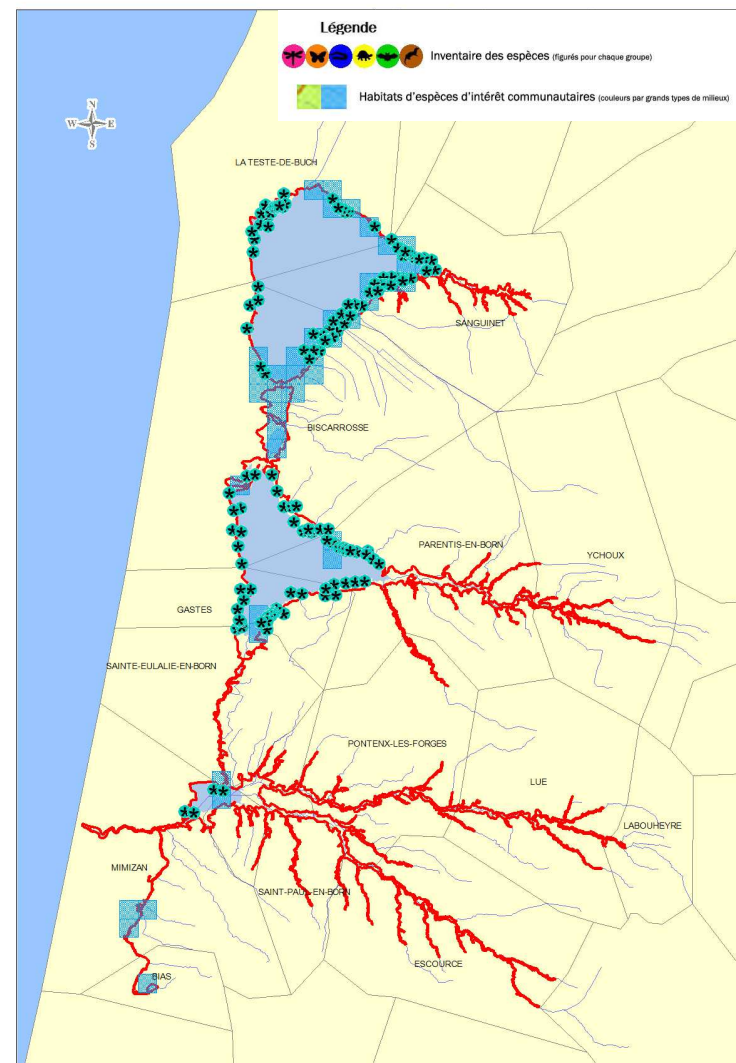 Légende
Inventaire des espèces (figurés pour chaque groupe)
Habitats d'espèces d'intérêt communautaires (couleurs par grands types de milieux)
N
W E
S
LA TESTE-DE-BUCH
SANGUINET
BISCARROSSE
PARENTIS-EN-BORN
YCHOUX
GASTES
SAINTE-EULALIE-EN-BORN
PONTENX-LES-FORGES
LUE
LABOUHEYRE
MIMIZAN
SAINT-PAUL-EN-BORN
ESCOURCE
BIAS